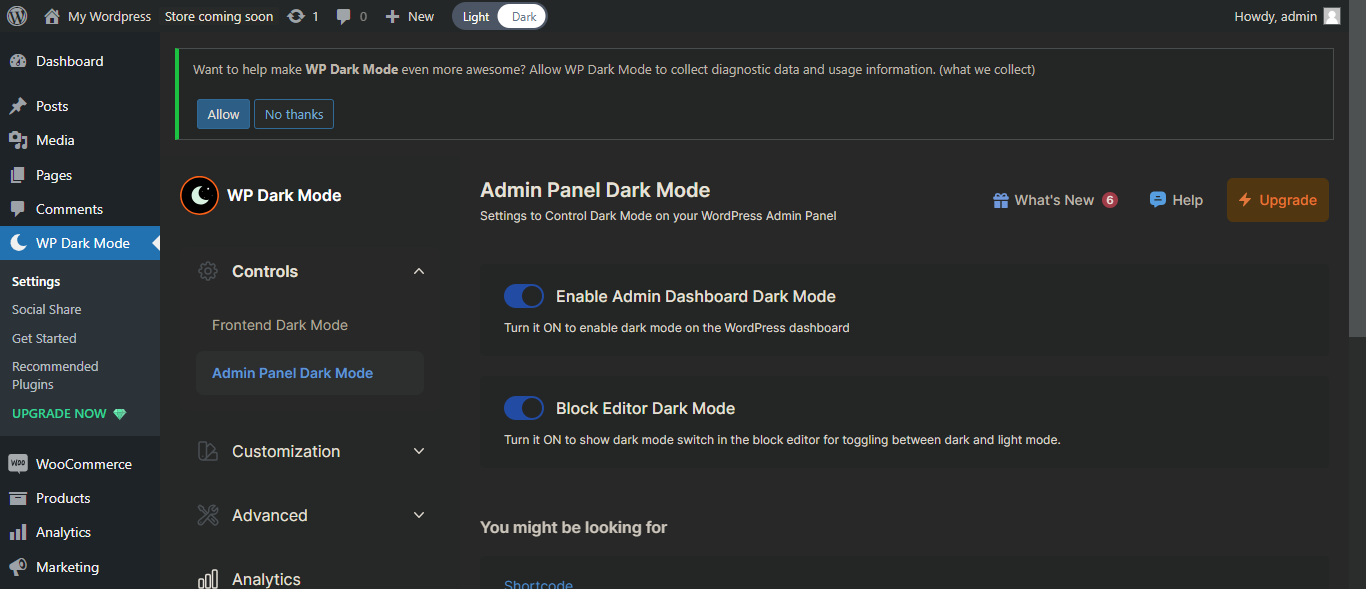 My Wordpress
Store coming soon
1
0
New
Light
Dark
Howdy, admin
Dashboard
Posts
Media
Pages
Comments
WP Dark Mode
Settings
Social Share
Get Started
Recommended
Plugins
UPGRADE NOW
WOO
WooCommerce
Products
Analytics
Marketing
Want to help make WP Dark Mode even more awesome? Allow WP Dark Mode to collect diagnostic data and usage information. (what we collect)
Allow
No thanks
WP Dark Mode
Controls
Frontend Dark Mode
Admin Panel Dark Mode
Customization
Advanced
Analytics
Admin Panel Dark Mode
Settings to Control Dark Mode on your WordPress Admin Panel
What's New 6
Help
Upgrade
Enable Admin Dashboard Dark Mode
Turn it ON to enable dark mode on the WordPress dashboard
Block Editor Dark Mode
Turn it ON to show dark mode switch in the block editor for toggling between dark and light mode.
You might be looking for
Shortcode